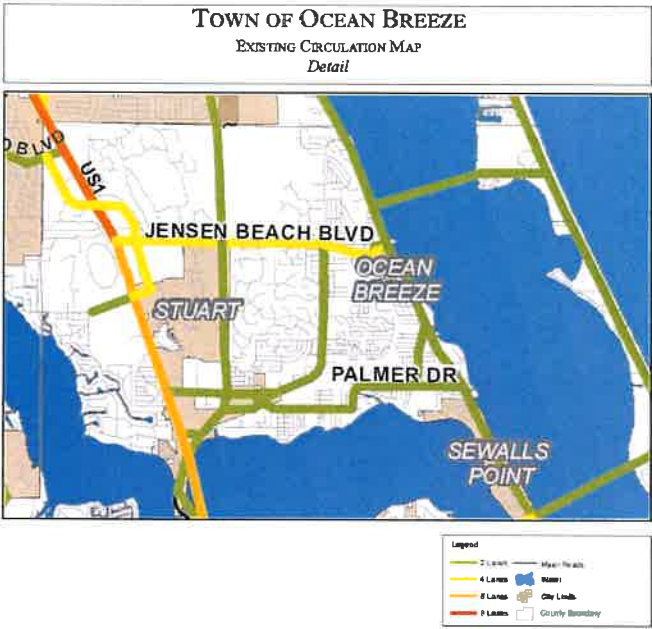 TOWN OF OCEAN BREEZE
EXISTING CIRCULATION MAP
Detail
D BLVD
US1
JENSEN BEACH BLVD
OCEAN
BREEZE
STUART
PALMER DR
SEWALLS
POINT
Legend
2 Lanes
Major Roads
4 Lanes
Water
6 Lanes
City Limits
8 Lanes
County Boundary